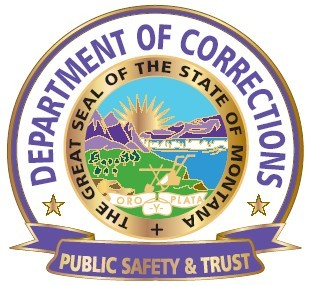 DEPARTMENT OF CORRECTIONS
THE GREAT SEAL OF THE STATE OF MONTANA
ORO Y PLATA
PUBLIC SAFETY & TRUST